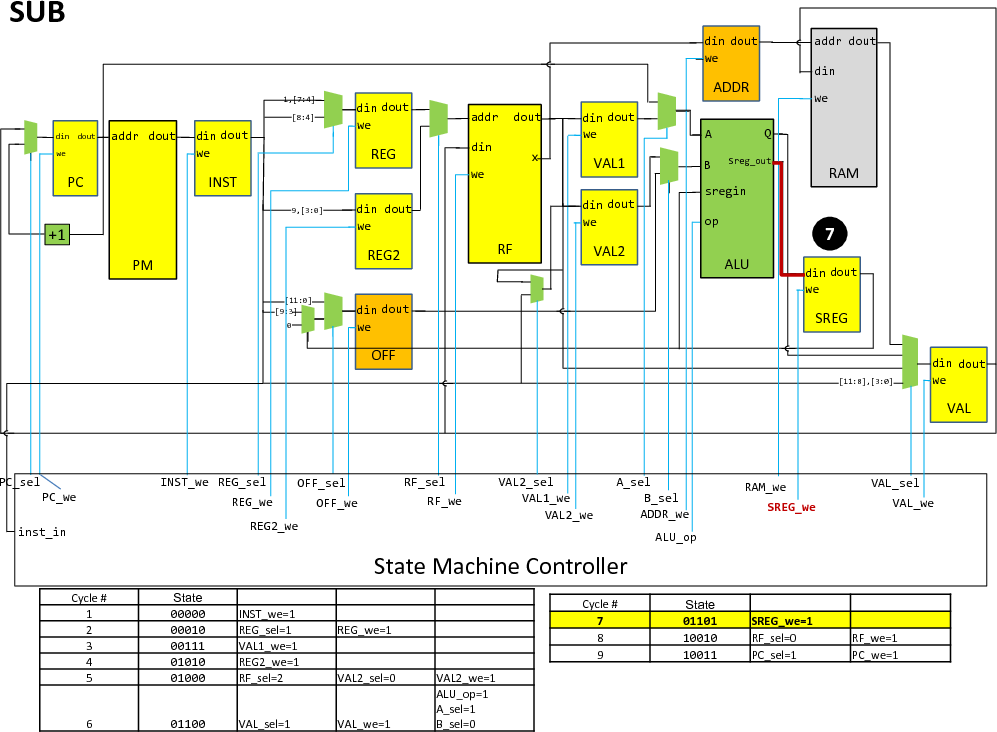 SUB
din dout
we
PC
+1
addr dout
PM
din dout
we
INST
1,[7:4]
[8:4]
din dout
we
REG
9,[3:0]
din dout
we
REG2
[11:0]
[9:3]
0
din dout
we
OFF
addr dout
din
x
we
RF
din dout
we
VAL1
din dout
we
VAL2
din dout
we
ADDR
A
Q
B
Sreg_out
sregin
op
ALU
addr dout
din
we
RAM
7
din dout
we
SREG
[11:8],[3:0]
din dout
we
VAL
PC_sel
PC_we
INST_we
REG_sel
REG_we
REG2_we
OFF_sel
OFF_we
RF_sel
RF_we
VAL2_sel
VAL1_we
VAL2_we
A_sel
B_sel
ADDR_we
ALU_op
RAM_we
SREG_we
VAL_sel
VAL_we
inst_in
State Machine Controller
Cycle # State
1 00000 INST_we=1
2 00010 REG_sel=1 REG_we=1
3 00111 VAL1_we=1
4 01010 REG2_we=1
5 01000 RF_sel=2 VAL2_sel=0 VAL2_we=1
ALU_op=1
A_sel=1
6 01100 VAL_sel=1 VAL_we=1 B_sel=0
Cycle # State
7 01101 SREG_we=1
8 10010 RF_sel=0 RF_we=1
9 10011 PC_sel=1 PC_we=1